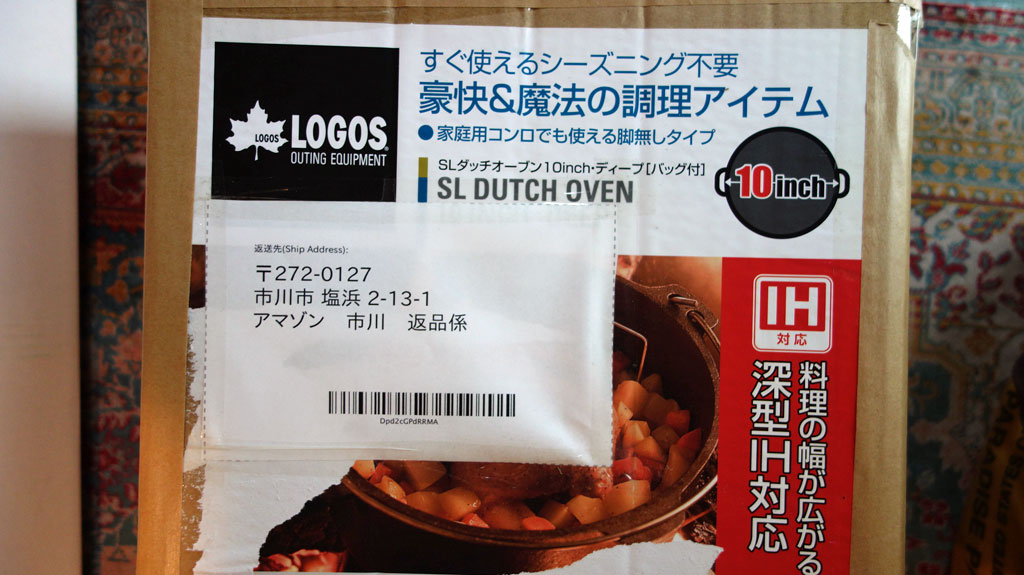 すぐ使えるシーズニング不要
豪快&魔法の調理アイテム
●家庭用コンロでも使える脚無しタイプ
LOGOS
LOGOS
OUTING EQUIPMENT
SLダッチオーブン10inch・ディープ[バッグ付]
SL DUTCH OVEN
10inch
返送先(Ship Address):
〒272-0127
市川市 塩浜 2-13-1
アマゾン 市川 返品係
Dpd2cGPdRRMA
IH
対応
料理の幅が広がる
深型IH対応
PARADISE